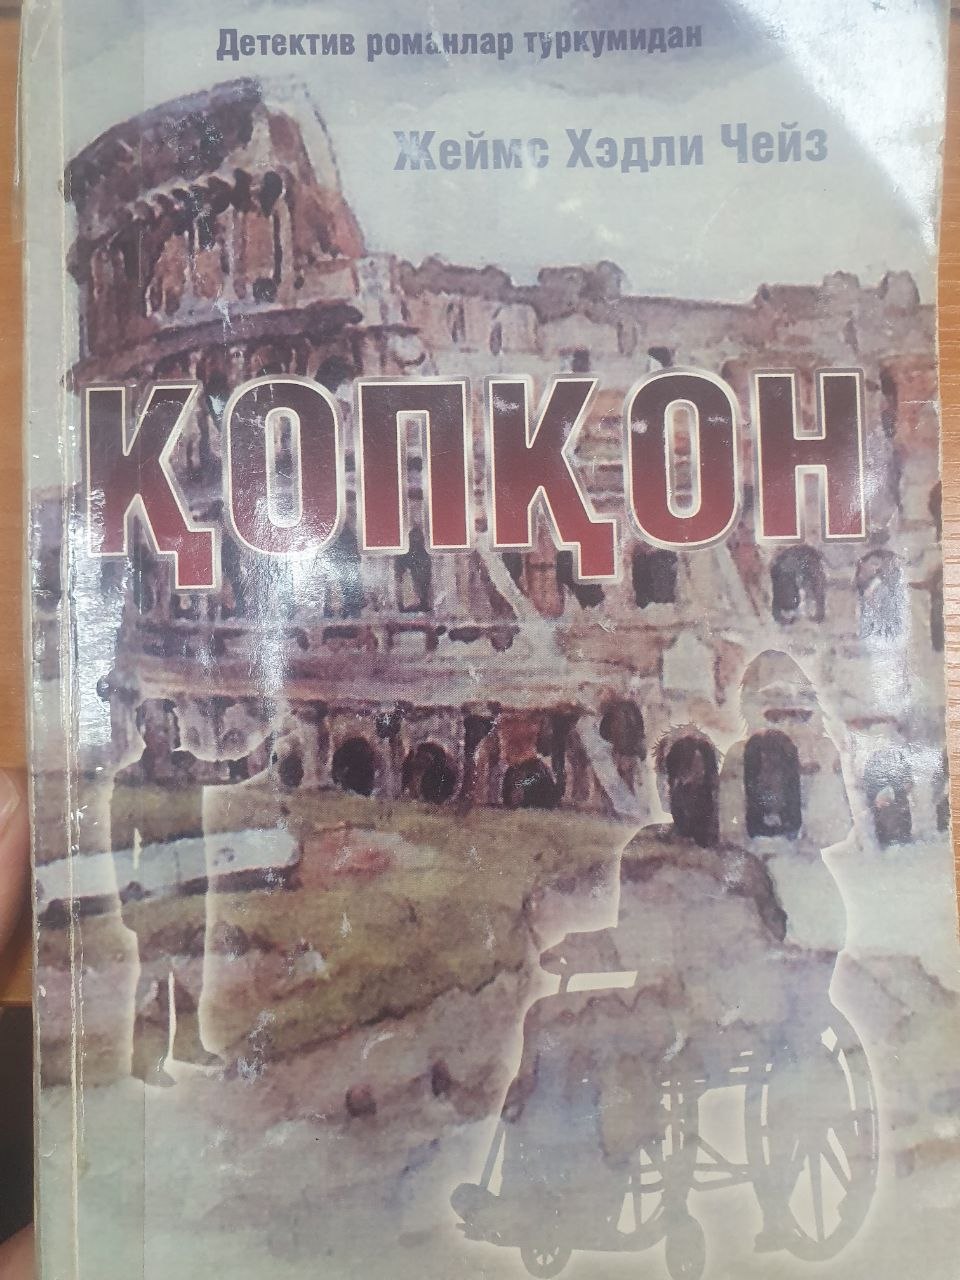 Детектив романлар туркумидан
Жеймс Хэдли Чейз
ҚОПҚОН